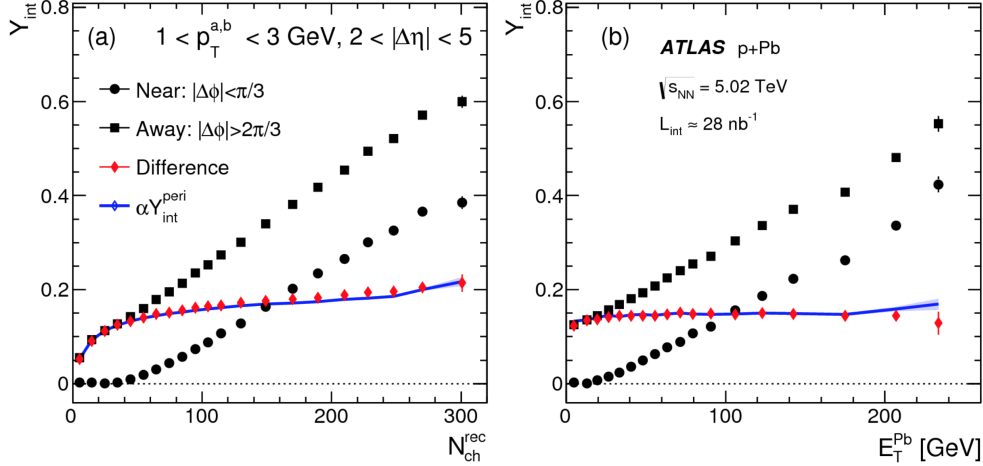 Y_int
(a) 1 < p_T^{a,b} < 3 GeV, 2 < |Δη| < 5
Near: |Δϕ|<π/3
Away: |Δϕ|>2π/3
Difference
αY_int^peri
0
0.2
0.4
0.6
0.8
0 100 200 300
N_ch^rec
Y_int
(b)
ATLAS p+Pb
√s_NN = 5.02 TeV
L_int ≈ 28 nb^-1
0
0.2
0.4
0.6
0.8
0 100 200
E_T^Pb [GeV]